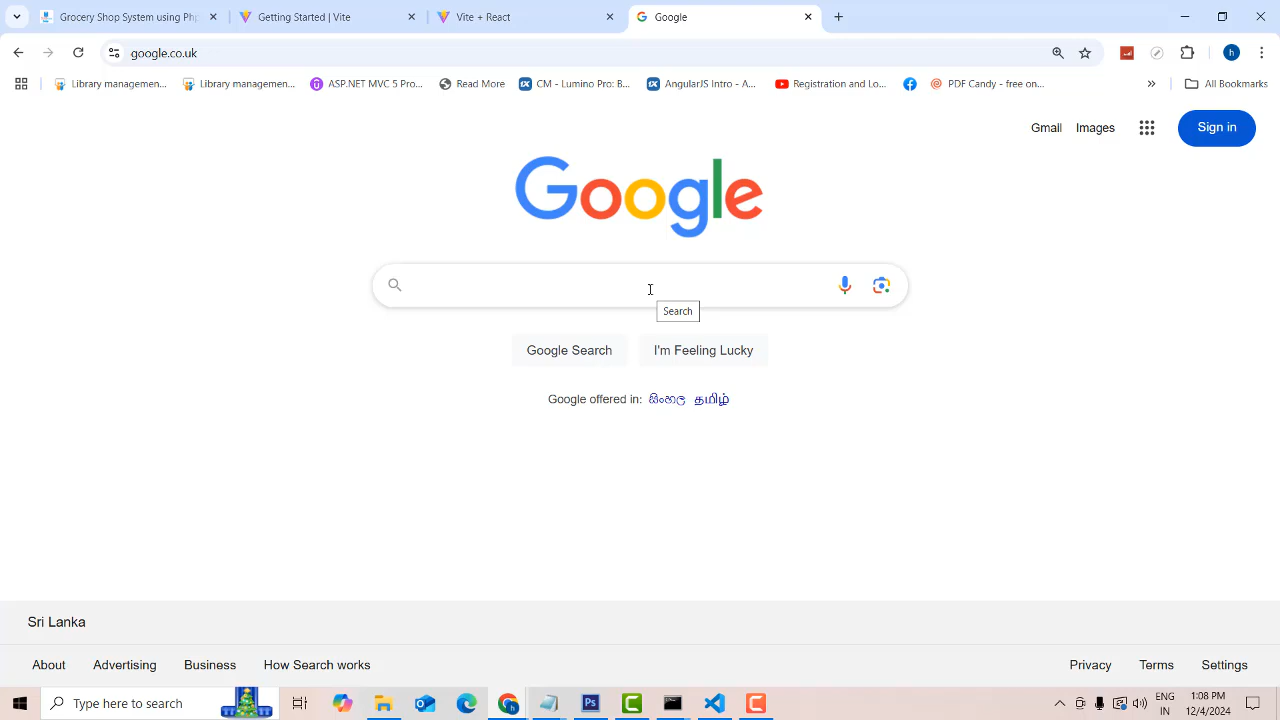 Grocery Shop System using Ph
Getting Started | Vite
Vite + React
Google
google.co.uk
Library managemen...
Library managemen...
ASP.NET MVC 5 Pro...
Read More
CM - Lumino Pro: B...
AngularJS Intro - A...
Registration and Lo...
PDF Candy - free on...
All Bookmarks
Gmail
Images
Sign in
Google
Search
Google Search
I'm Feeling Lucky
Google offered in: සිංහල தமிழ்
Sri Lanka
About
Advertising
Business
How Search works
Privacy
Terms
Settings
Type here to search
ENG
IN
1:08 PM
12/4/2024